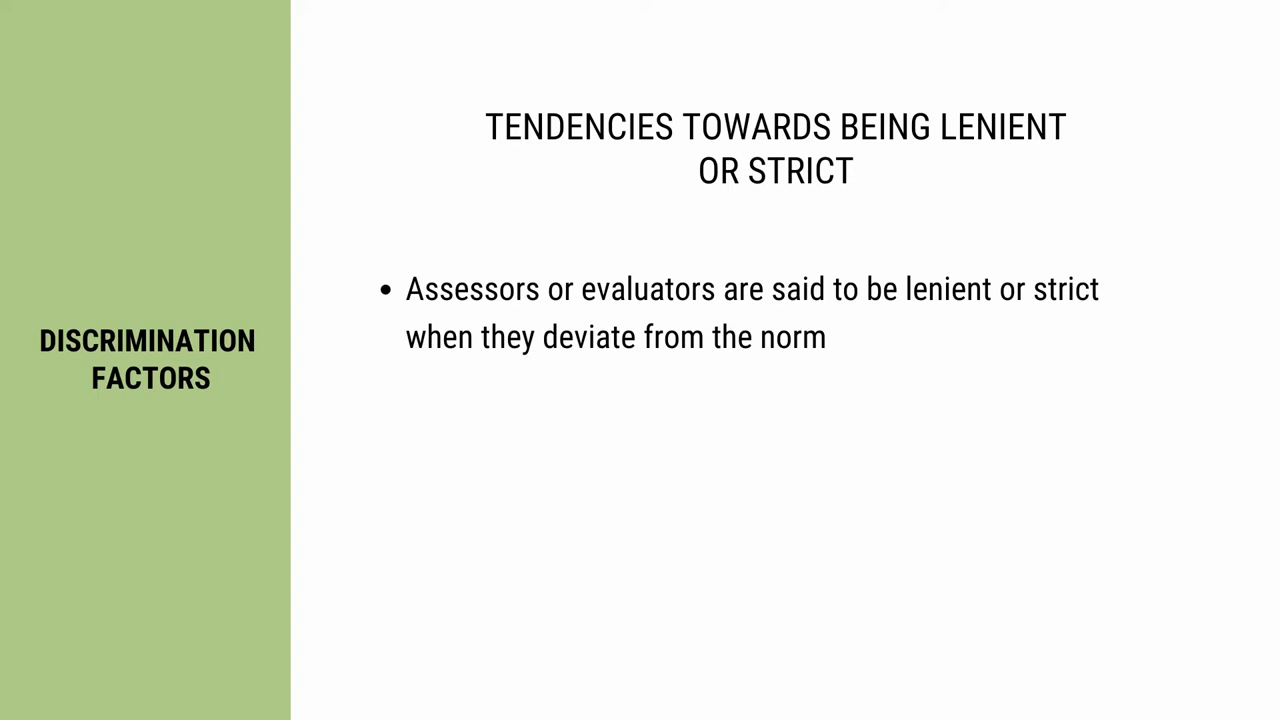 DISCRIMINATION
FACTORS
TENDENCIES TOWARDS BEING LENIENT
OR STRICT
• Assessors or evaluators are said to be lenient or strict
when they deviate from the norm